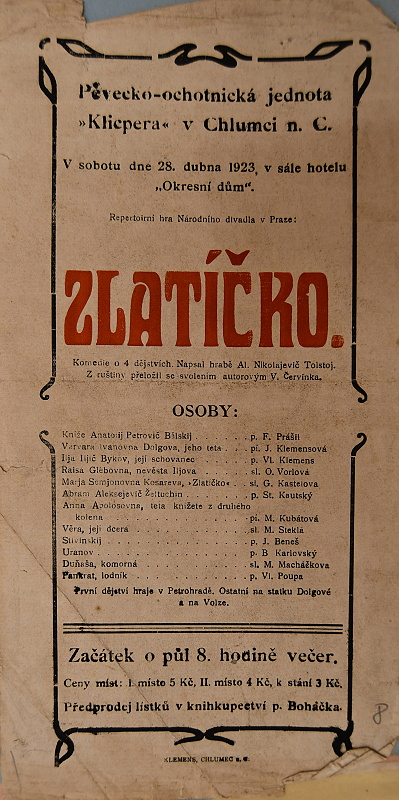 Pěvecko-ochotnická jednota
»Klicpera« v Chlumci n. C.
V sobotu dne 28. dubna 1923, v sále hotelu
„Okresní dům“.
Repertoirní hra Národního divadla v Praze:
ZLATÍČKO.
Komedie o 4 dějstvích. Napsal hrabě Al. Nikolajevič Tolstoj.
Z ruštiny přeložil se svolením autorovým V. Červinka.
OSOBY:
Kníže Anatolij Petrovič Bělskij . . . . . . p. F. Prášil
Varvara Ivanovna Dolgova, jeho teta . . . pí. J. Klemensová
Ilja Iljič Bykov, její schovanec . . . . . p. Vl. Klemens
Raisa Glěbovna, nevěsta Iljova . . . . . sl. O. Vorlová
Marja Semjonovna Kosareva, »Zlatíčko« . . sl. G. Kastelova
Abram Aleksejevič Želtuchin . . . . . . p. St. Kautský
Anna Apolosovna, teta knížete z druhého
kolena . . . . . . . . . . pí. M. Kubátová
Věra, její dcera . . . . . . . . . . sl. M. Steklá
Stivinskij . . . . . . . . . . . . p. J. Beneš
Uranov . . . . . . . . . . . . . p. B Karlovský
Duňaša, komorná . . . . . . . . . sl. M. Macháčkova
Pankrat, lodník . . . . . . . . . . p. Vl. Poupa
První dějství hraje v Petrohradě. Ostatní na statku Dolgové
a na Volze.
Začátek o půl 8. hodině večer.
Ceny míst: I. místo 5 Kč, II. místo 4 Kč, k stání 3 Kč.
Předprodej lístků v knihkupectví p. Boháčka.
8
KLEMENS, CHLUMEC n. C.